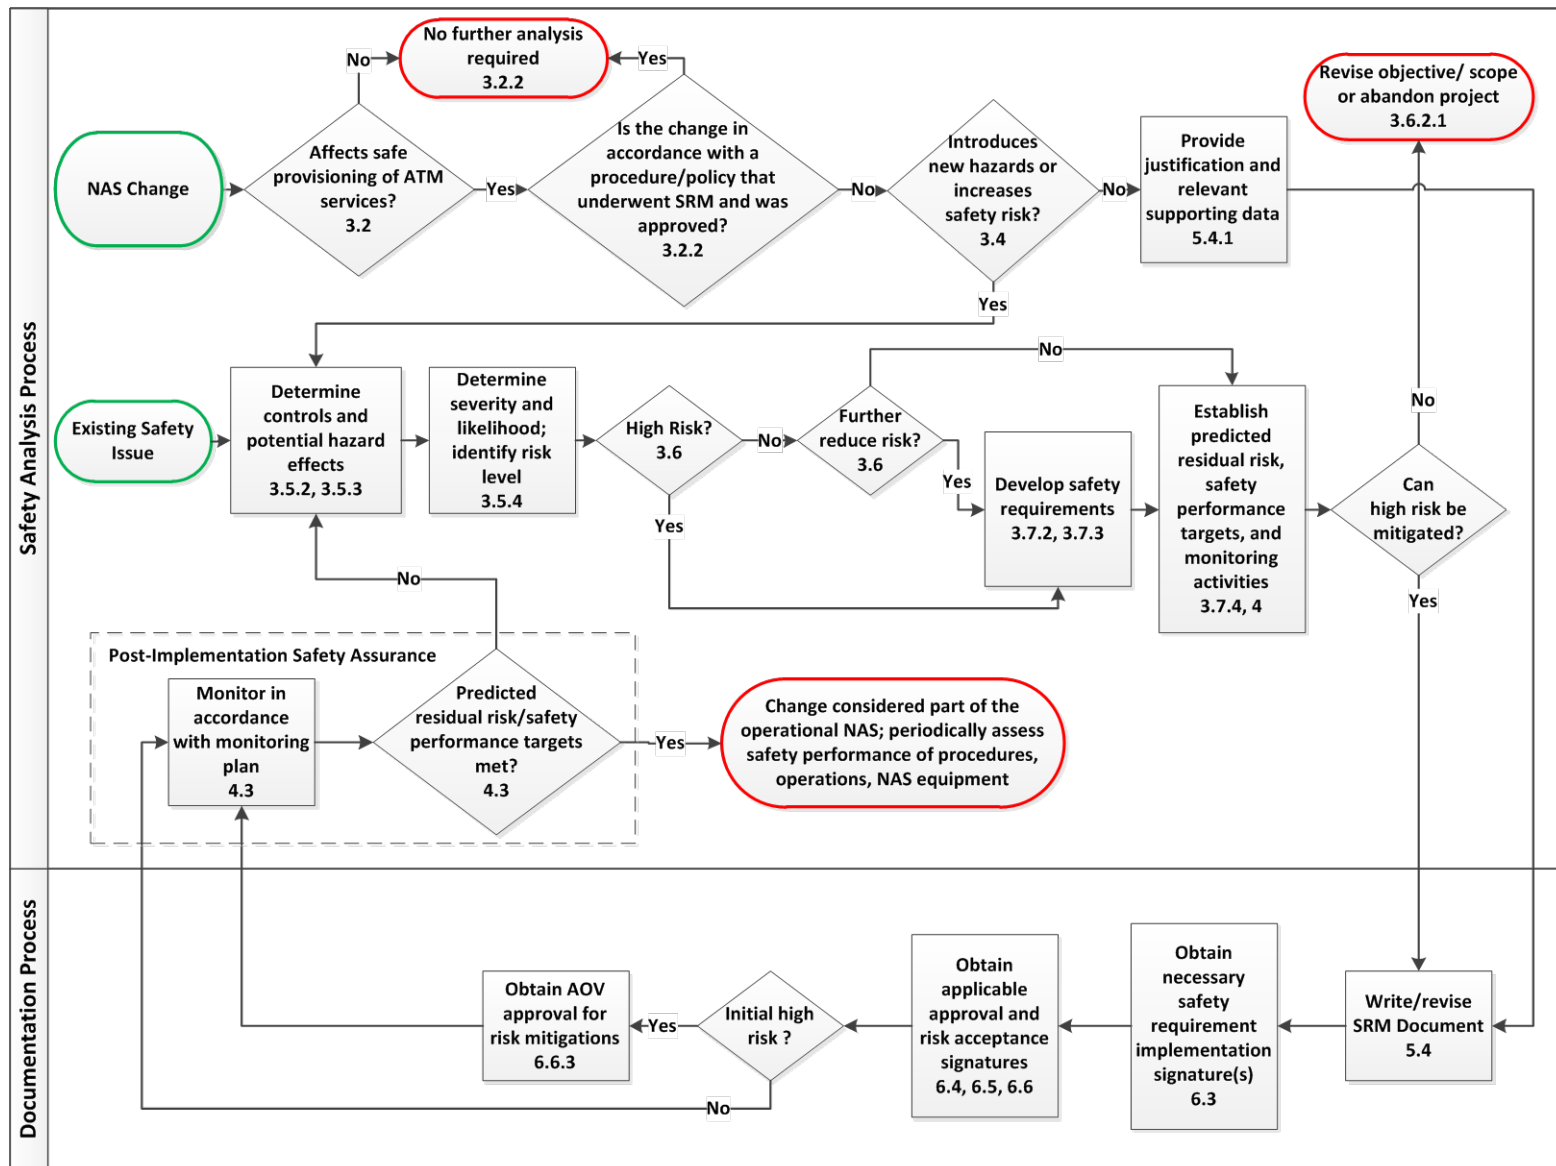 Safety Analysis Process
No further analysis
required
3.2.2
No
Yes
Revise objective/ scope
or abandon project
3.6.2.1
NAS Change
Affects safe
provisioning of ATM
services?
3.2
Yes
Is the change in
accordance with a
procedure/policy that
underwent SRM and was
approved?
3.2.2
No
Introduces
new hazards or
increases
safety risk?
3.4
No
Provide
justification and
relevant
supporting data
5.4.1
Yes
No
Existing Safety
Issue
Determine
controls and
potential hazard
effects
3.5.2, 3.5.3
Determine
severity and
likelihood;
identify risk
level
3.5.4
High Risk?
3.6
No
Further
reduce risk?
3.6
Yes
Yes
Develop safety
requirements
3.7.2, 3.7.3
Establish
predicted
residual risk,
safety
performance
targets, and
monitoring
activities
3.7.4, 4
No
Can
high risk be
mitigated?
Yes
No
Post-Implementation Safety Assurance
Monitor in
accordance
with monitoring
plan
4.3
Predicted
residual risk/safety
performance targets
met?
4.3
Yes
Change considered part of the
operational NAS; periodically assess
safety performance of procedures,
operations, NAS equipment
Documentation Process
Obtain AOV
approval for
risk mitigations
6.6.3
Yes
Initial high
risk ?
No
Obtain
applicable
approval and
risk acceptance
signatures
6.4, 6.5, 6.6
Obtain
necessary
safety
requirement
implementation
signature(s)
6.3
Write/revise
SRM Document
5.4